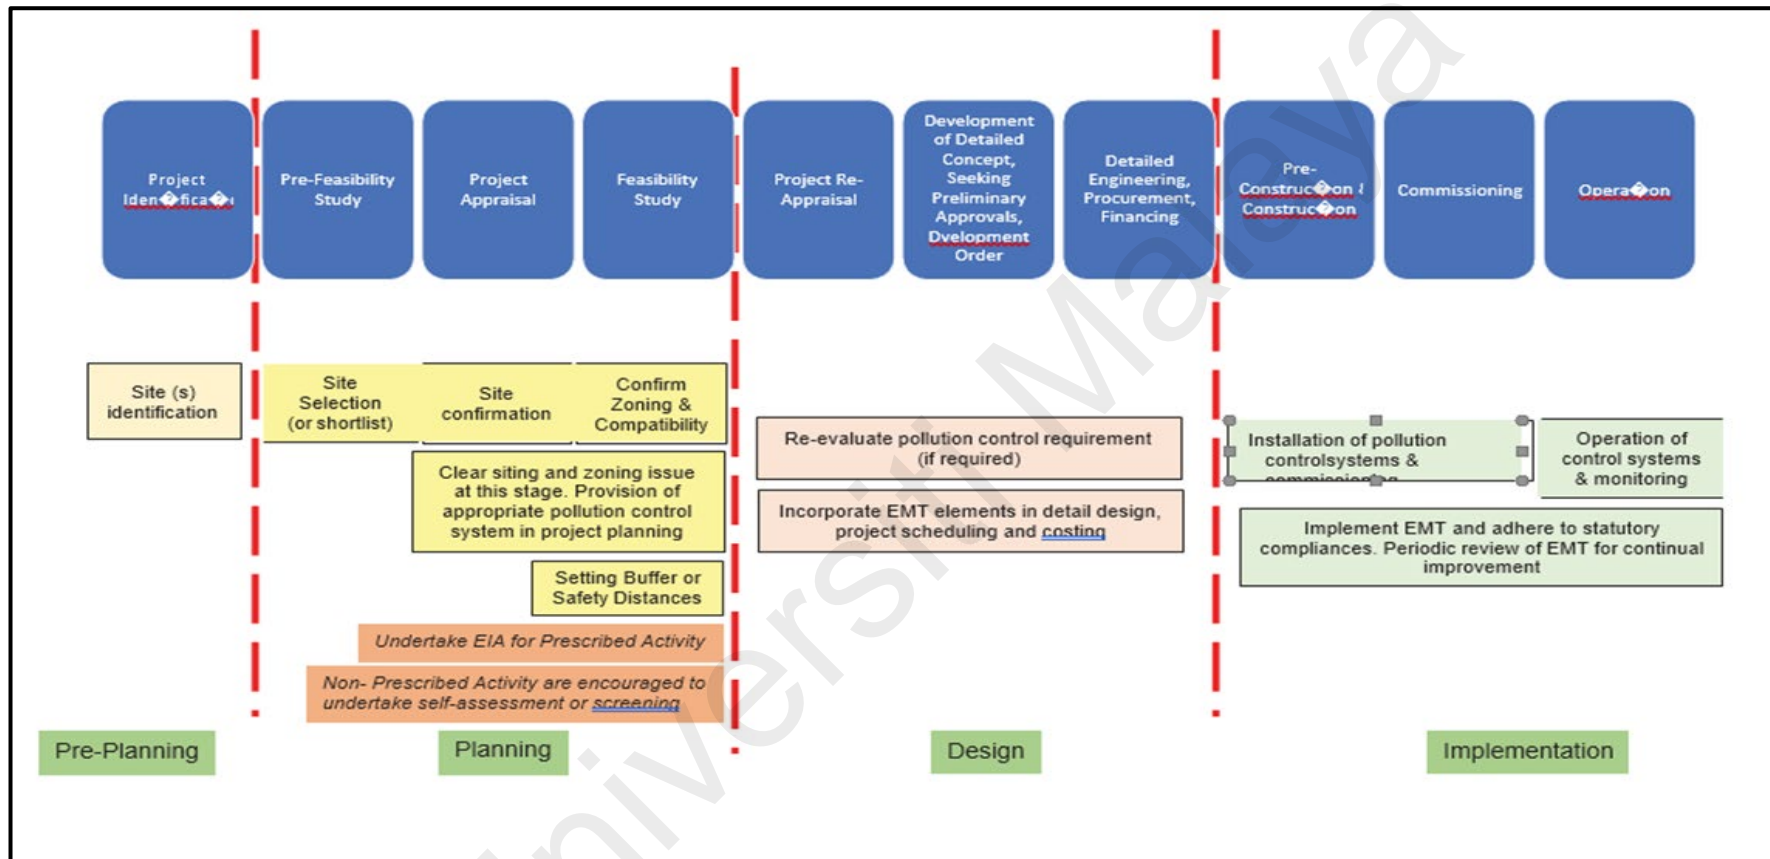 Project
Iden�fica�
Pre-Feasibility
Study
Project
Appraisal
Feasibility
Study
Project Re-
Appraisal
Development
of Detailed
Concept,
Seeking
Preliminary
Approvals,
Dvelopment
Order
Detailed
Engineering,
Procurement,
Financing
Pre-
Construc�on &
Construc�on
Commissioning
Opera�on
Site (s)
identification
Site
Selection
(or shortlist)
Site
confirmation
Confirm
Zoning &
Compatibility
Clear siting and zoning issue
at this stage. Provision of
appropriate pollution control
system in project planning
Setting Buffer or
Safety Distances
Undertake EIA for Prescribed Activity
Non- Prescribed Activity are encouraged to
undertake self-assessment or screening
Re-evaluate pollution control requirement
(if required)
Incorporate EMT elements in detail design,
project scheduling and costing
Installation of pollution
controlsystems &
commissioning
Operation of
control systems
& monitoring
Implement EMT and adhere to statutory
compliances. Periodic review of EMT for continual
improvement
Pre-Planning
Planning
Design
Implementation
Universiti Malaya